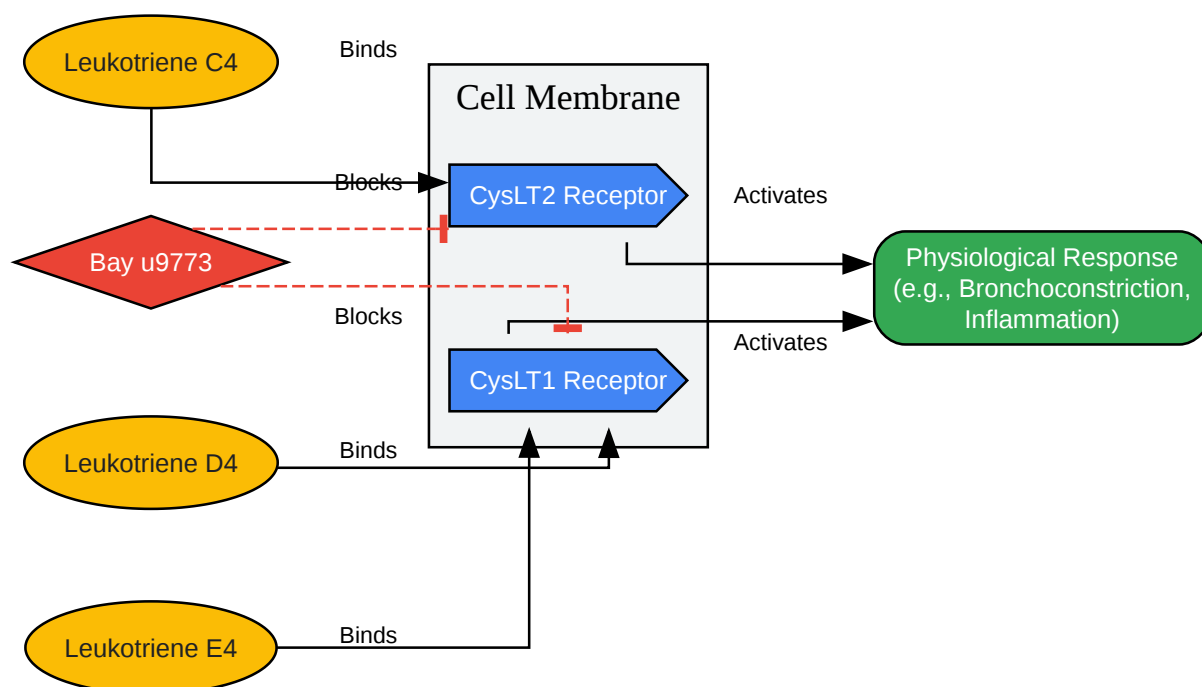 Leukotriene C4
Binds
Cell Membrane
Blocks
CysLT2 Receptor
Activates
Bay u9773
Physiological Response
(e.g., Bronchoconstriction,
Inflammation)
Blocks
Activates
CysLT1 Receptor
Leukotriene D4
Binds
Leukotriene E4
Binds